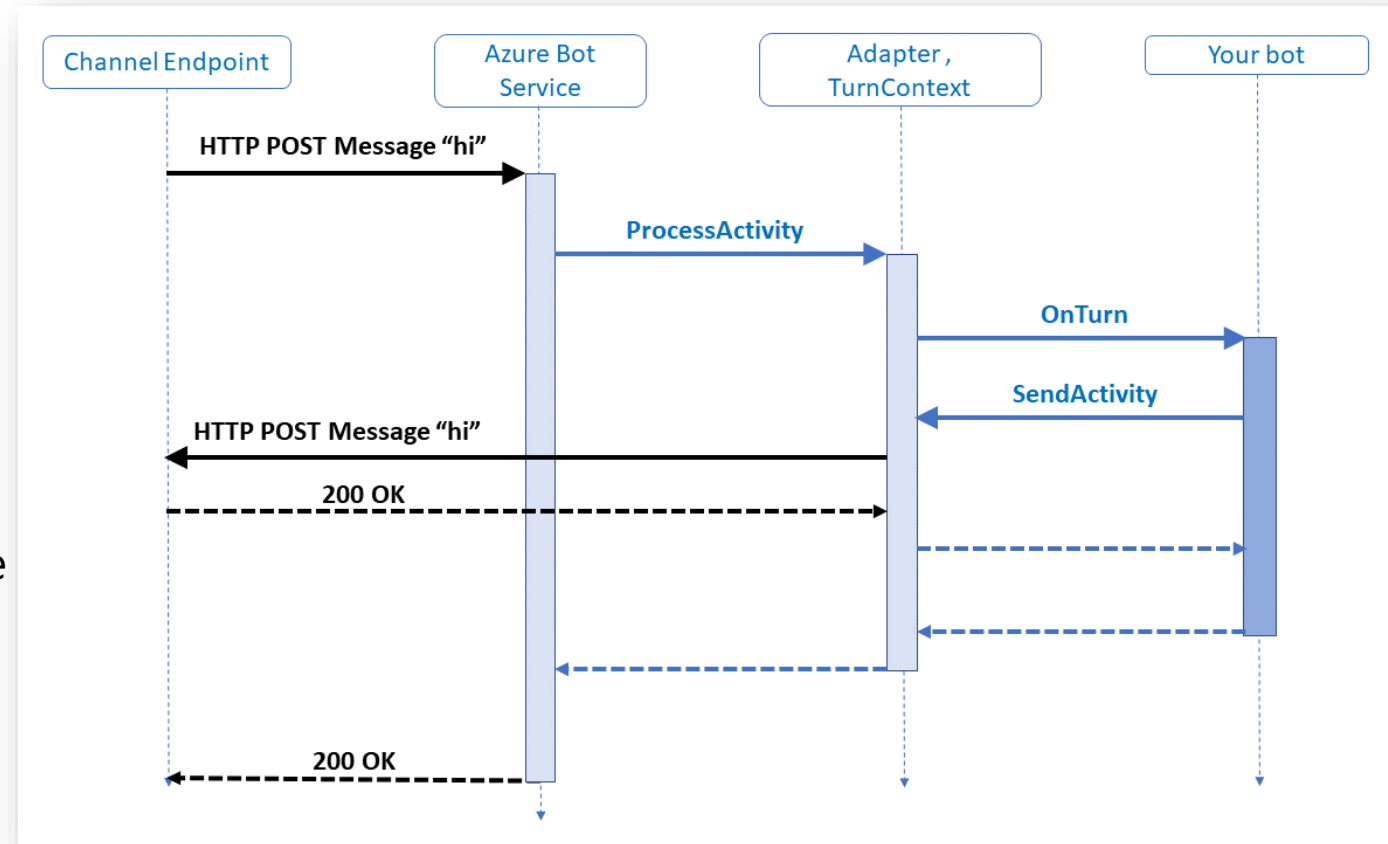 Channel Endpoint
Azure Bot
Service
Adapter ,
TurnContext
Your bot
HTTP POST Message “hi”
ProcessActivity
OnTurn
SendActivity
HTTP POST Message “hi”
200 OK
e
200 OK